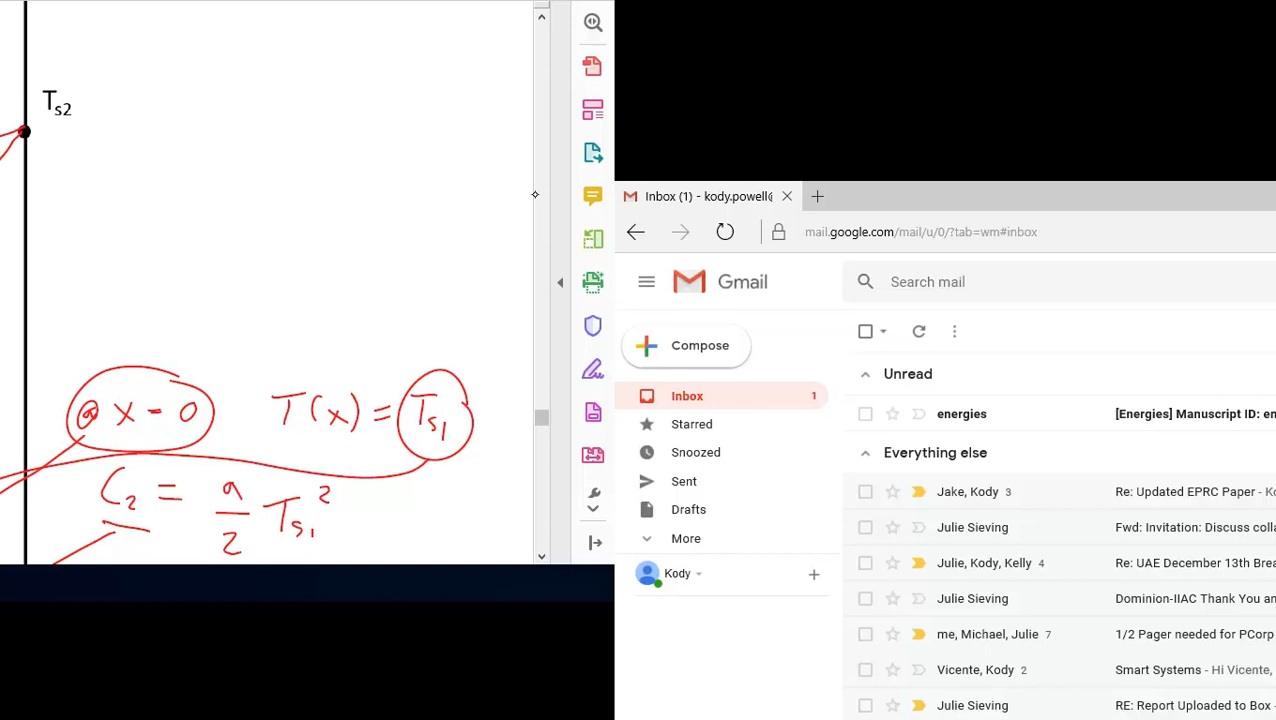 T_s2
@ x = 0 T(x) = T_s1
C_2 = a/2 T_s1^2
Inbox (1) - kody.powell@
mail.google.com/mail/u/0/?tab=wm#inbox
Gmail
Search mail
Compose
Unread
Inbox 1
energies [Energies] Manuscript ID: en
Starred
Snoozed
Everything else
Sent
Jake, Kody 3 Re: Updated EPRC Paper - Ko
Drafts
Julie Sieving Fwd: Invitation: Discuss colla
More
Julie, Kody, Kelly 4 Re: UAE December 13th Brea
Kody
Julie Sieving Dominion-IIAC Thank You an
me, Michael, Julie 7 1/2 Pager needed for PCorp
Vicente, Kody 2 Smart Systems - Hi Vicente,
Julie Sieving RE: Report Uploaded to Box -